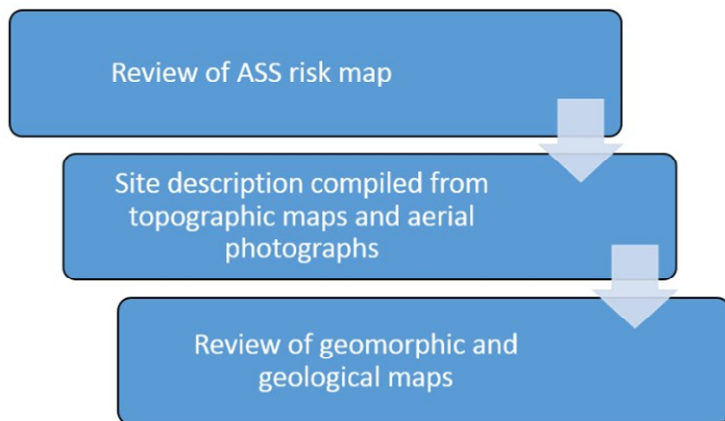 Review of ASS risk map
Site description compiled from
topographic maps and aerial
photographs
Review of geomorphic and
geological maps